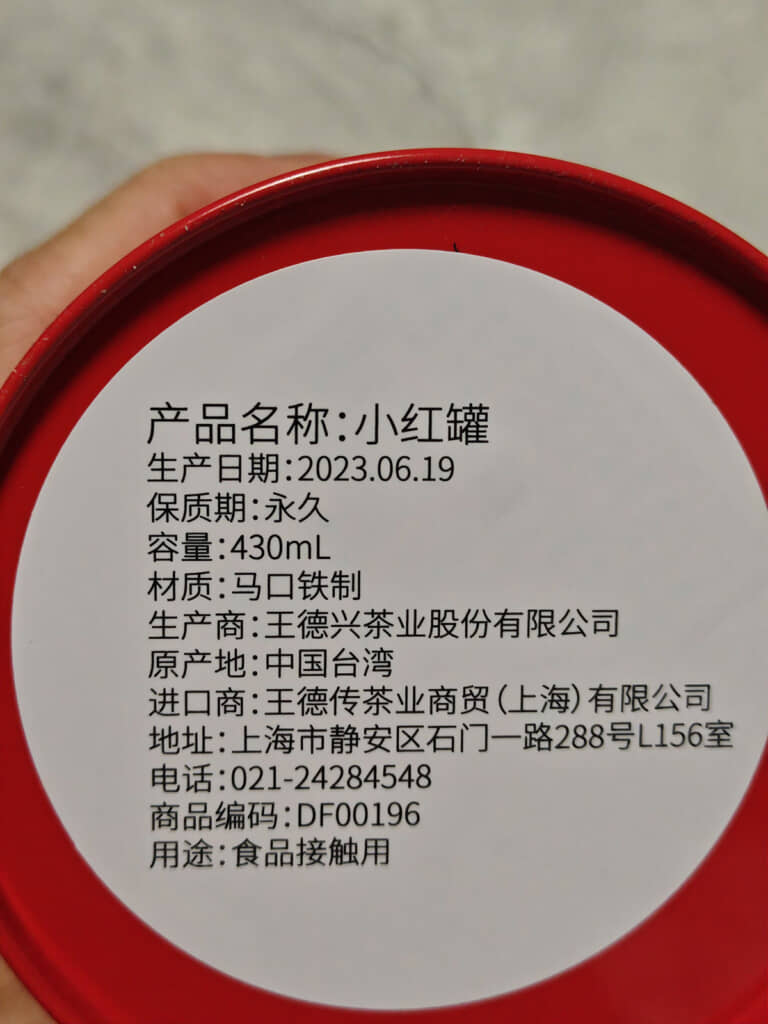 产品名称：小红罐
生产日期：2023.06.19
保质期：永久
容量：430mL
材质：马口铁制
生产商：王德兴茶业股份有限公司
原产地：中国台湾
进口商：王德传茶业商贸（上海）有限公司
地址：上海市静安区石门一路288号L156室
电话：021-24284548
商品编码：DF00196
用途：食品接触用